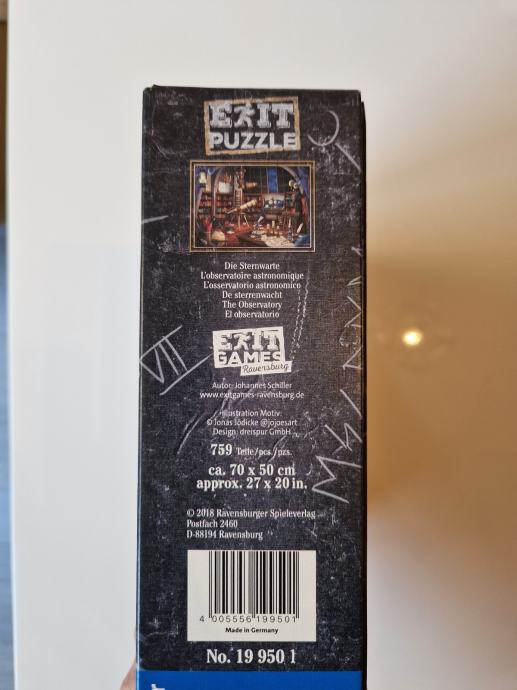 EXIT
PUZZLE
Die Sternwarte
L'observatoire astronomique
L'osservatorio astronomico
De sterrenwacht
The Observatory
El observatorio
EXIT
GAMES
Ravensburg
VII
Autor: Johannes Schiller
www.exitgames-ravensburg.de
Illustration Motiv:
© Jonas Jödicke @jojoesart
Design: dreispur GmbH
759 Teile/pcs./pzs.
ca. 70 x 50 cm
approx. 27 x 20 in.
© 2018 Ravensburger Spieleverlag
Postfach 2460
D-88194 Ravensburg
4 005556 199501
Made in Germany
No. 19 950 1